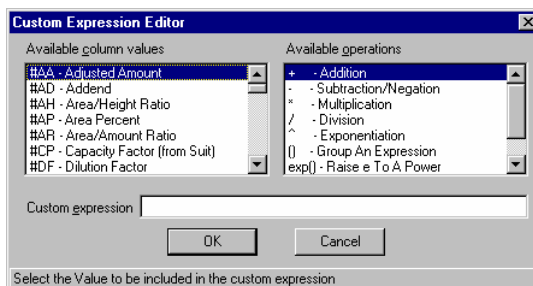 Custom Expression Editor
Available column values
#AA - Adjusted Amount
#AD - Addend
#AH - Area/Height Ratio
#AP - Area Percent
#AR - Area/Amount Ratio
#CP - Capacity Factor (from Suit)
#DF - Dilution Factor
Available operations
+ - Addition
- - Subtraction/Negation
* - Multiplication
/ - Division
^ - Exponentiation
() - Group An Expression
exp() - Raise e To A Power
Custom expression
OK
Cancel
Select the Value to be included in the custom expression